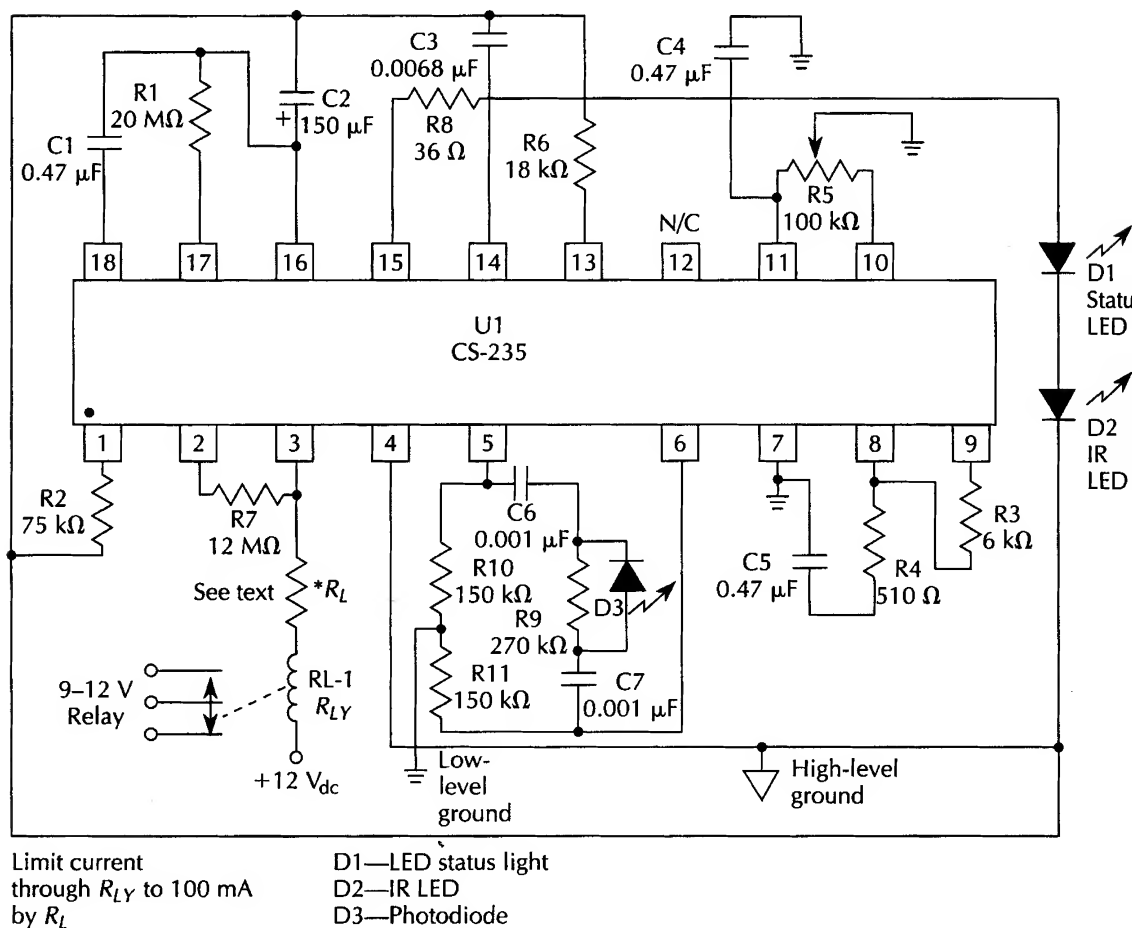 C3
0.0068 µF
C4
0.47 µF
R1
20 MΩ
C2
+ 150 µF
R8
36 Ω
R6
18 kΩ
C1
0.47 µF
R5
100 kΩ
N/C
18
17
16
15
14
13
12
11
10
D1
Statu
LED
U1
CS-235
D2
IR
LED
1
2
3
4
5
6
7
8
9
R2
75 kΩ
R7
12 MΩ
C6
0.001 µF
R3
6 kΩ
See text
*RL
R10
150 kΩ
D3
C5
0.47 µF
R4
510 Ω
R9
270 kΩ
9–12 V
Relay
RL-1
RLY
R11
150 kΩ
C7
0.001 µF
+12 Vdc
Low-
level
ground
High-level
ground
Limit current
through RLY to 100 mA
by RL
D1—LED status light
D2—IR LED
D3—Photodiode